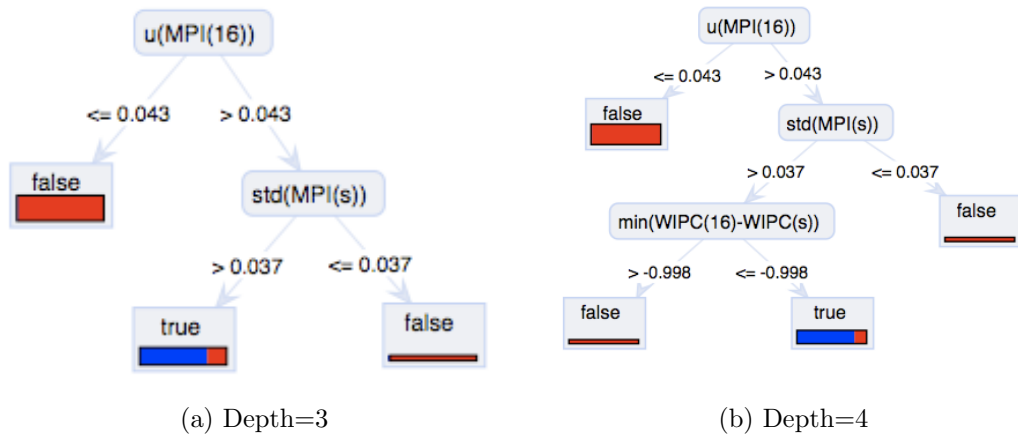 u(MPI(16))
<= 0.043
> 0.043
false
std(MPI(s))
> 0.037
<= 0.037
true
false
(a) Depth=3
u(MPI(16))
<= 0.043
> 0.043
false
std(MPI(s))
> 0.037
<= 0.037
min(WIPC(16)-WIPC(s))
false
> -0.998
<= -0.998
false
true
(b) Depth=4